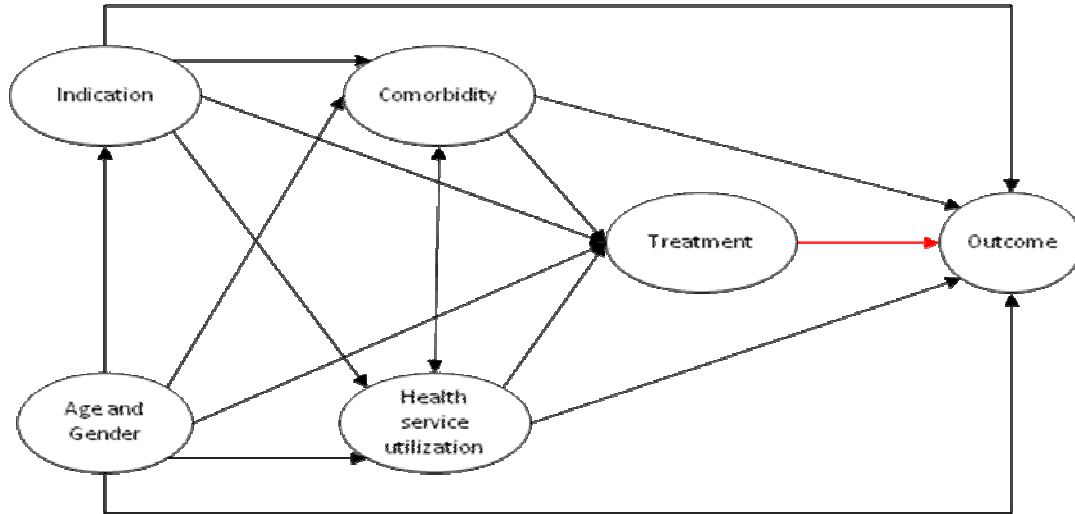 Indication
Comorbidity
Treatment
Outcome
Age and
Gender
Health
service
utilization